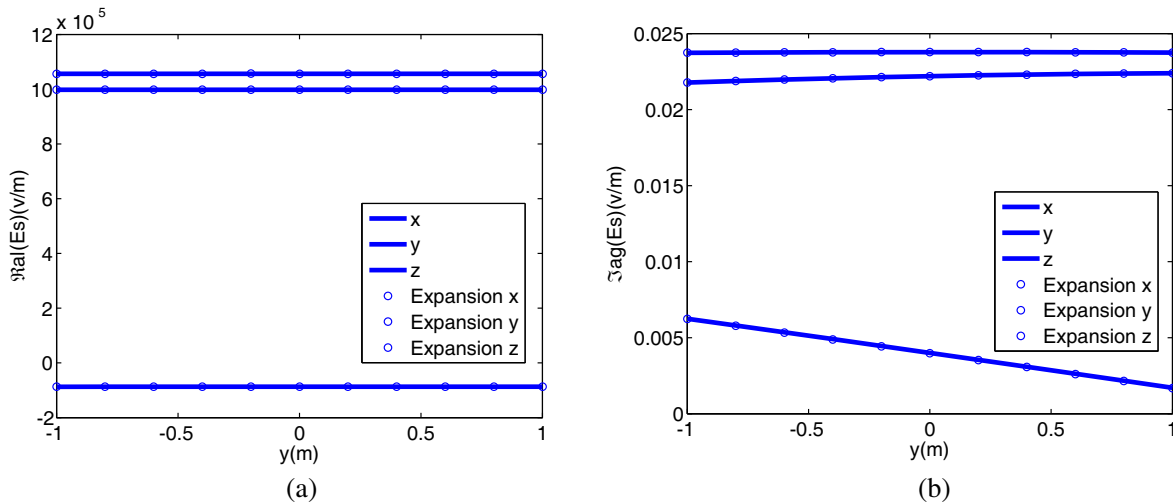 x 10^5
12
10
8
6
4
2
0
-2
-1
-0.5
0
0.5
1
y(m)
ℜal(Es)(v/m)
x
y
z
Expansion x
Expansion y
Expansion z
(a)
0.025
0.02
0.015
0.01
0.005
0
-1
-0.5
0
0.5
1
y(m)
ℑag(Es)(v/m)
x
y
z
Expansion x
Expansion y
Expansion z
(b)